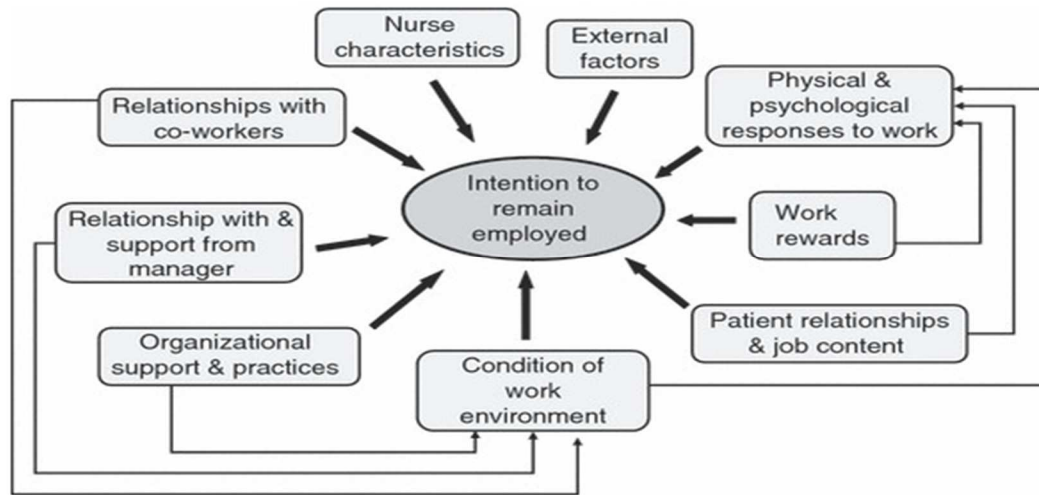 Nurse
characteristics
External
factors
Relationships with
co-workers
Physical &
psychological
responses to work
Intention to
remain
employed
Relationship with &
support from
manager
Work
rewards
Organizational
support & practices
Condition of
work
environment
Patient relationships
& job content